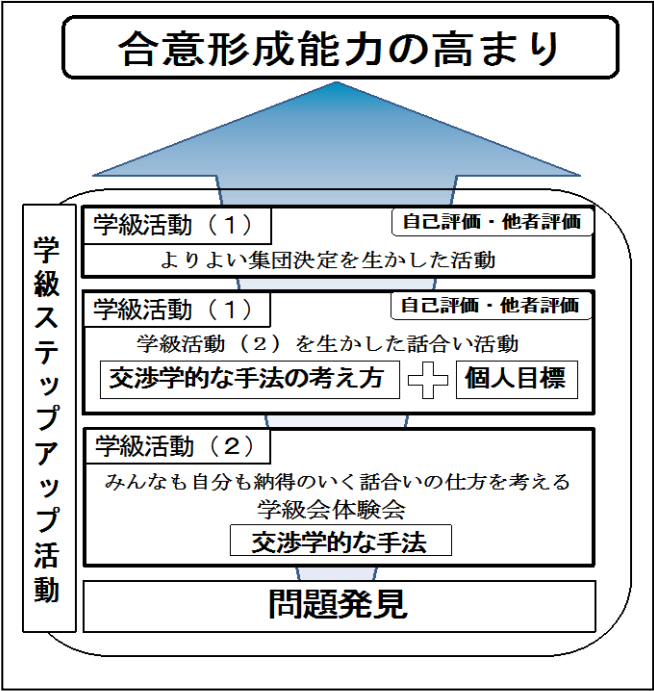 合意形成能力の高まり
学級ステップアップ活動
学級活動（１）
自己評価・他者評価
よりよい集団決定を生かした活動
学級活動（１）
自己評価・他者評価
学級活動（２）を生かした話合い活動
交渉学的な手法の考え方
個人目標
学級活動（２）
みんなも自分も納得のいく話合いの仕方を考える
学級会体験会
交渉学的な手法
問題発見